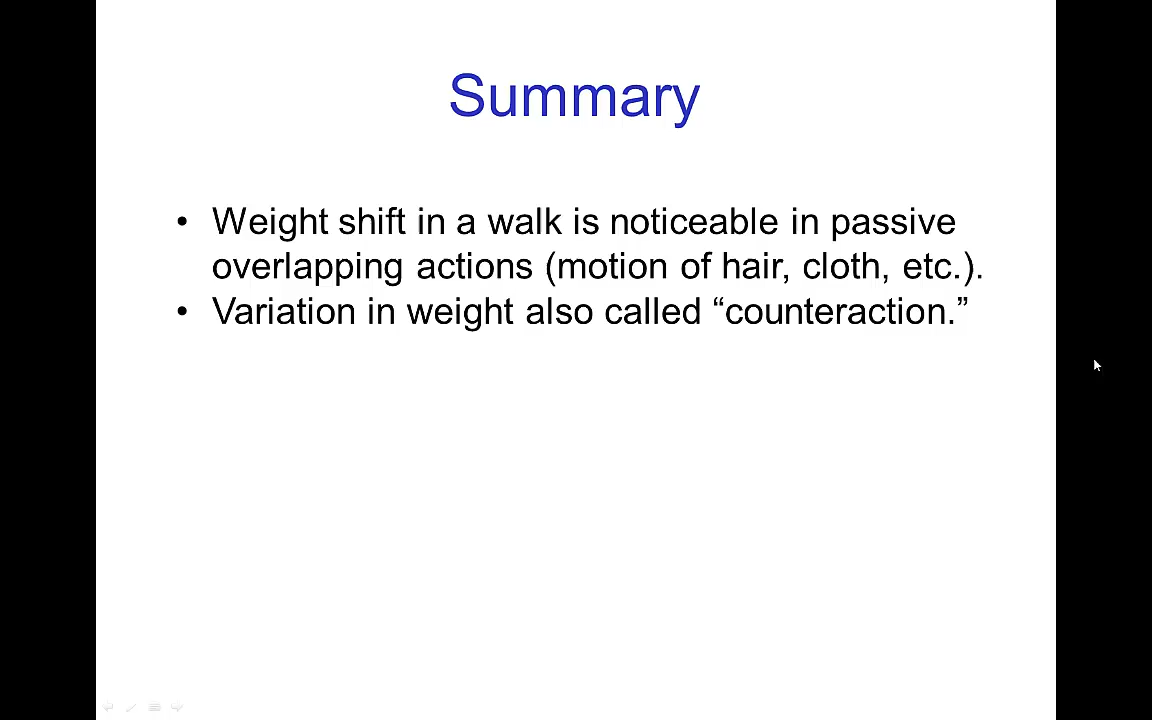 Summary
• Weight shift in a walk is noticeable in passive
overlapping actions (motion of hair, cloth, etc.).
• Variation in weight also called “counteraction.”